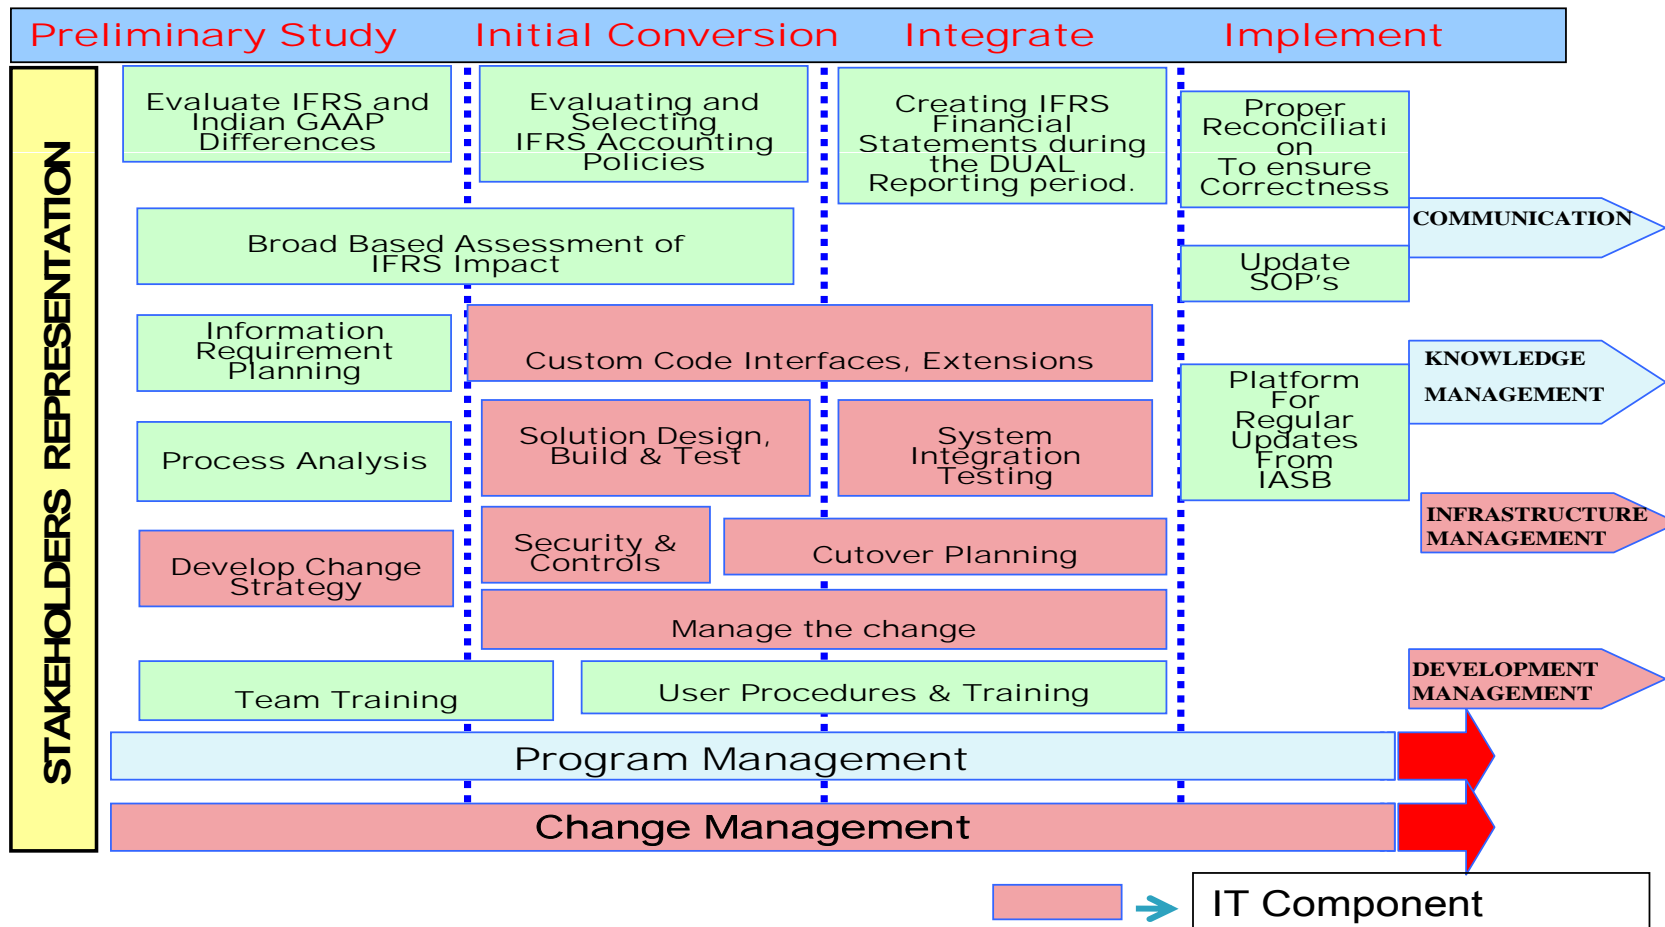 Preliminary Study
Initial Conversion
Integrate
Implement
STAKEHOLDERS REPRESENTATION
Evaluate IFRS and
Indian GAAP
Differences
Evaluating and
Selecting
IFRS Accounting
Policies
Creating IFRS
Financial
Statements during
the DUAL
Reporting period.
Proper
Reconciliati
on
To ensure
Correctness
COMMUNICATION
Broad Based Assessment of
IFRS Impact
Update
SOP's
Information
Requirement
Planning
Custom Code Interfaces, Extensions
Platform
For
Regular
Updates
From
IASB
KNOWLEDGE
MANAGEMENT
Process Analysis
Solution Design,
Build & Test
System
Integration
Testing
INFRASTRUCTURE
MANAGEMENT
Develop Change
Strategy
Security &
Controls
Cutover Planning
Manage the change
Team Training
User Procedures & Training
DEVELOPMENT
MANAGEMENT
Program Management
Change Management
IT Component